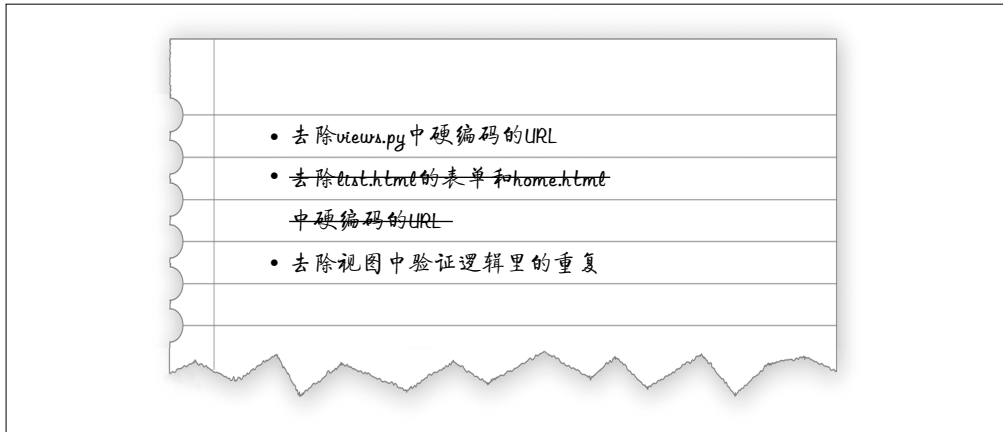 • 去除views.py中硬编码的URL
• 去除list.html的表单和home.html
中硬编码的URL
• 去除视图中验证逻辑里的重复